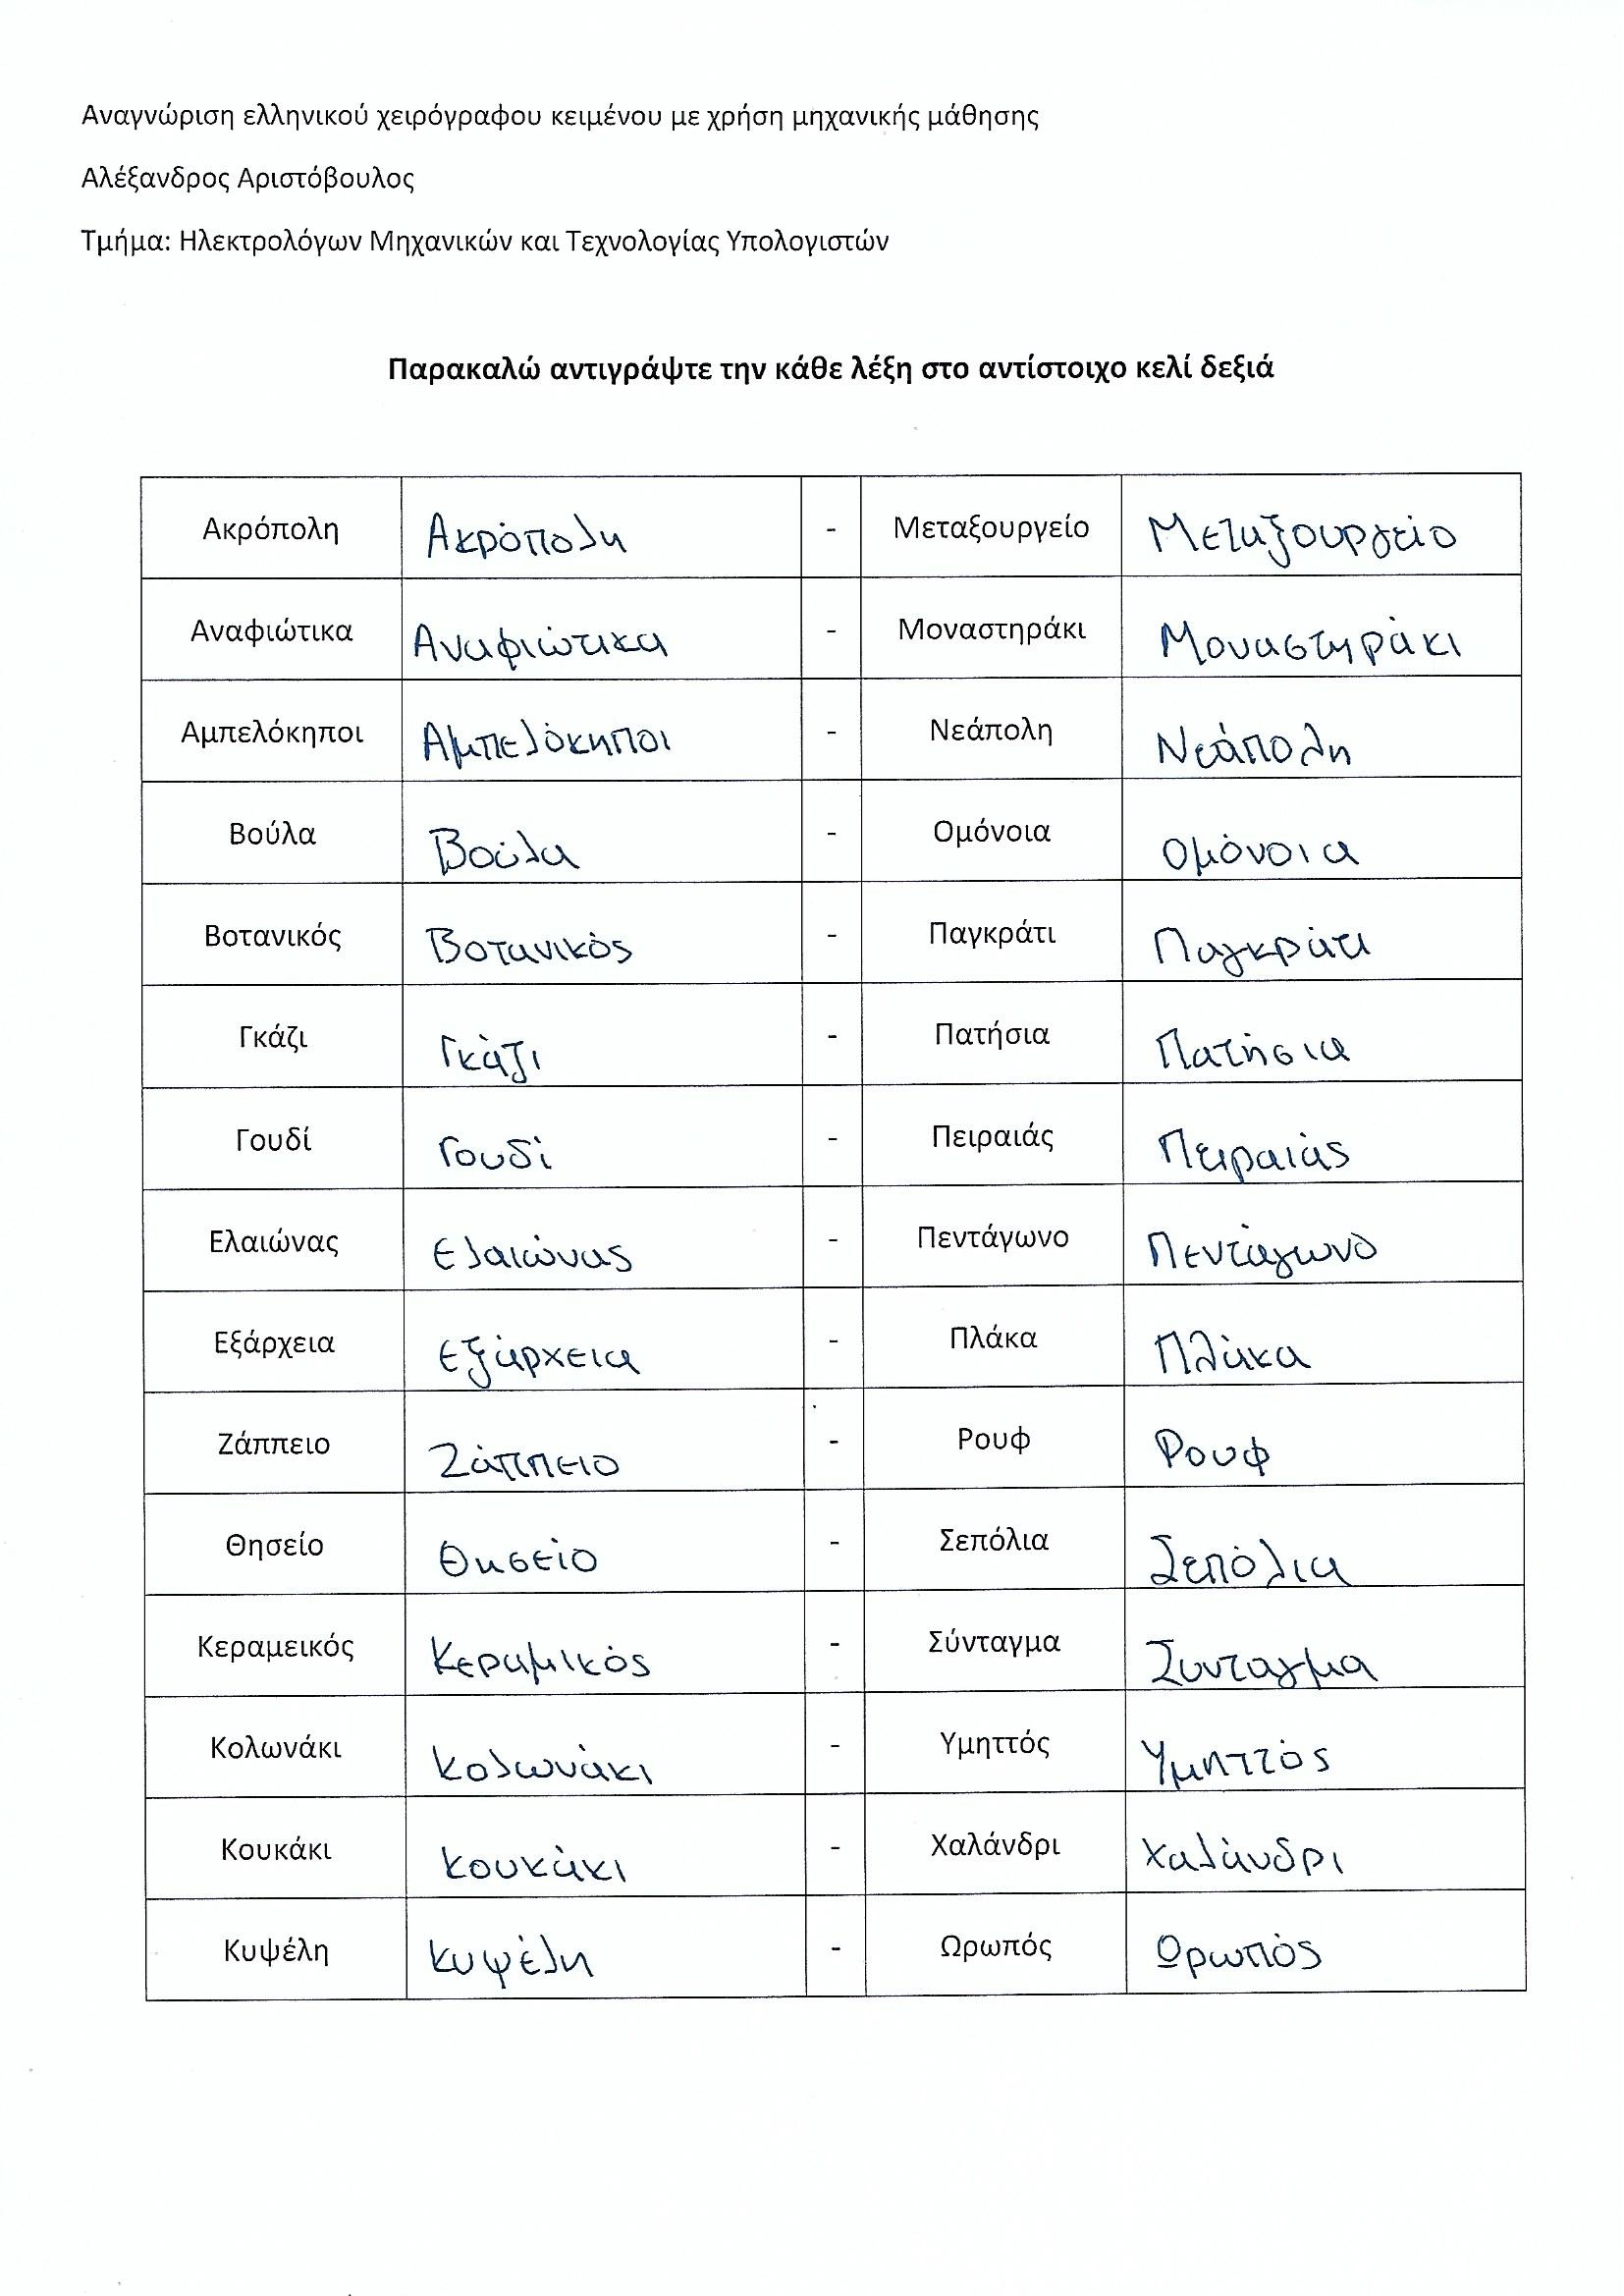 Αναγνώριση ελληνικού χειρόγραφου κειμένου με χρήση μηχανικής μάθησης
Αλέξανδρος Αριστόβουλος
Τμήμα: Ηλεκτρολόγων Μηχανικών και Τεχνολογίας Υπολογιστών
Παρακαλώ αντιγράψτε την κάθε λέξη στο αντίστοιχο κελί δεξιά
Ακρόπολη Ακρόπολη - Μεταξουργείο Μεταξουργείο
Αναφιώτικα Αναφιώτικα - Μοναστηράκι Μοναστηράκι
Αμπελόκηποι Αμπελόκηποι - Νεάπολη Νεάπολη
Βούλα Βούλα - Ομόνοια Ομόνοια
Βοτανικός Βοτανικός - Παγκράτι Παγκράτι
Γκάζι Γκάζι - Πατήσια Πατήσια
Γουδί Γουδί - Πειραιάς Πειραιάς
Ελαιώνας Ελαιώνας - Πεντάγωνο Πεντάγωνο
Εξάρχεια Εξάρχεια - Πλάκα Πλάκα
Ζάππειο Ζάππειο - Ρουφ Ρουφ
Θησείο Θησείο - Σεπόλια Σεπόλια
Κεραμεικός Κεραμικός - Σύνταγμα Συνταγμα
Κολωνάκι Κολωνάκι - Υμηττός Υμηττός
Κουκάκι Κουκάκι - Χαλάνδρι Χαλάνδρι
Κυψέλη Κυψέλη - Ωρωπός Ωρωπός